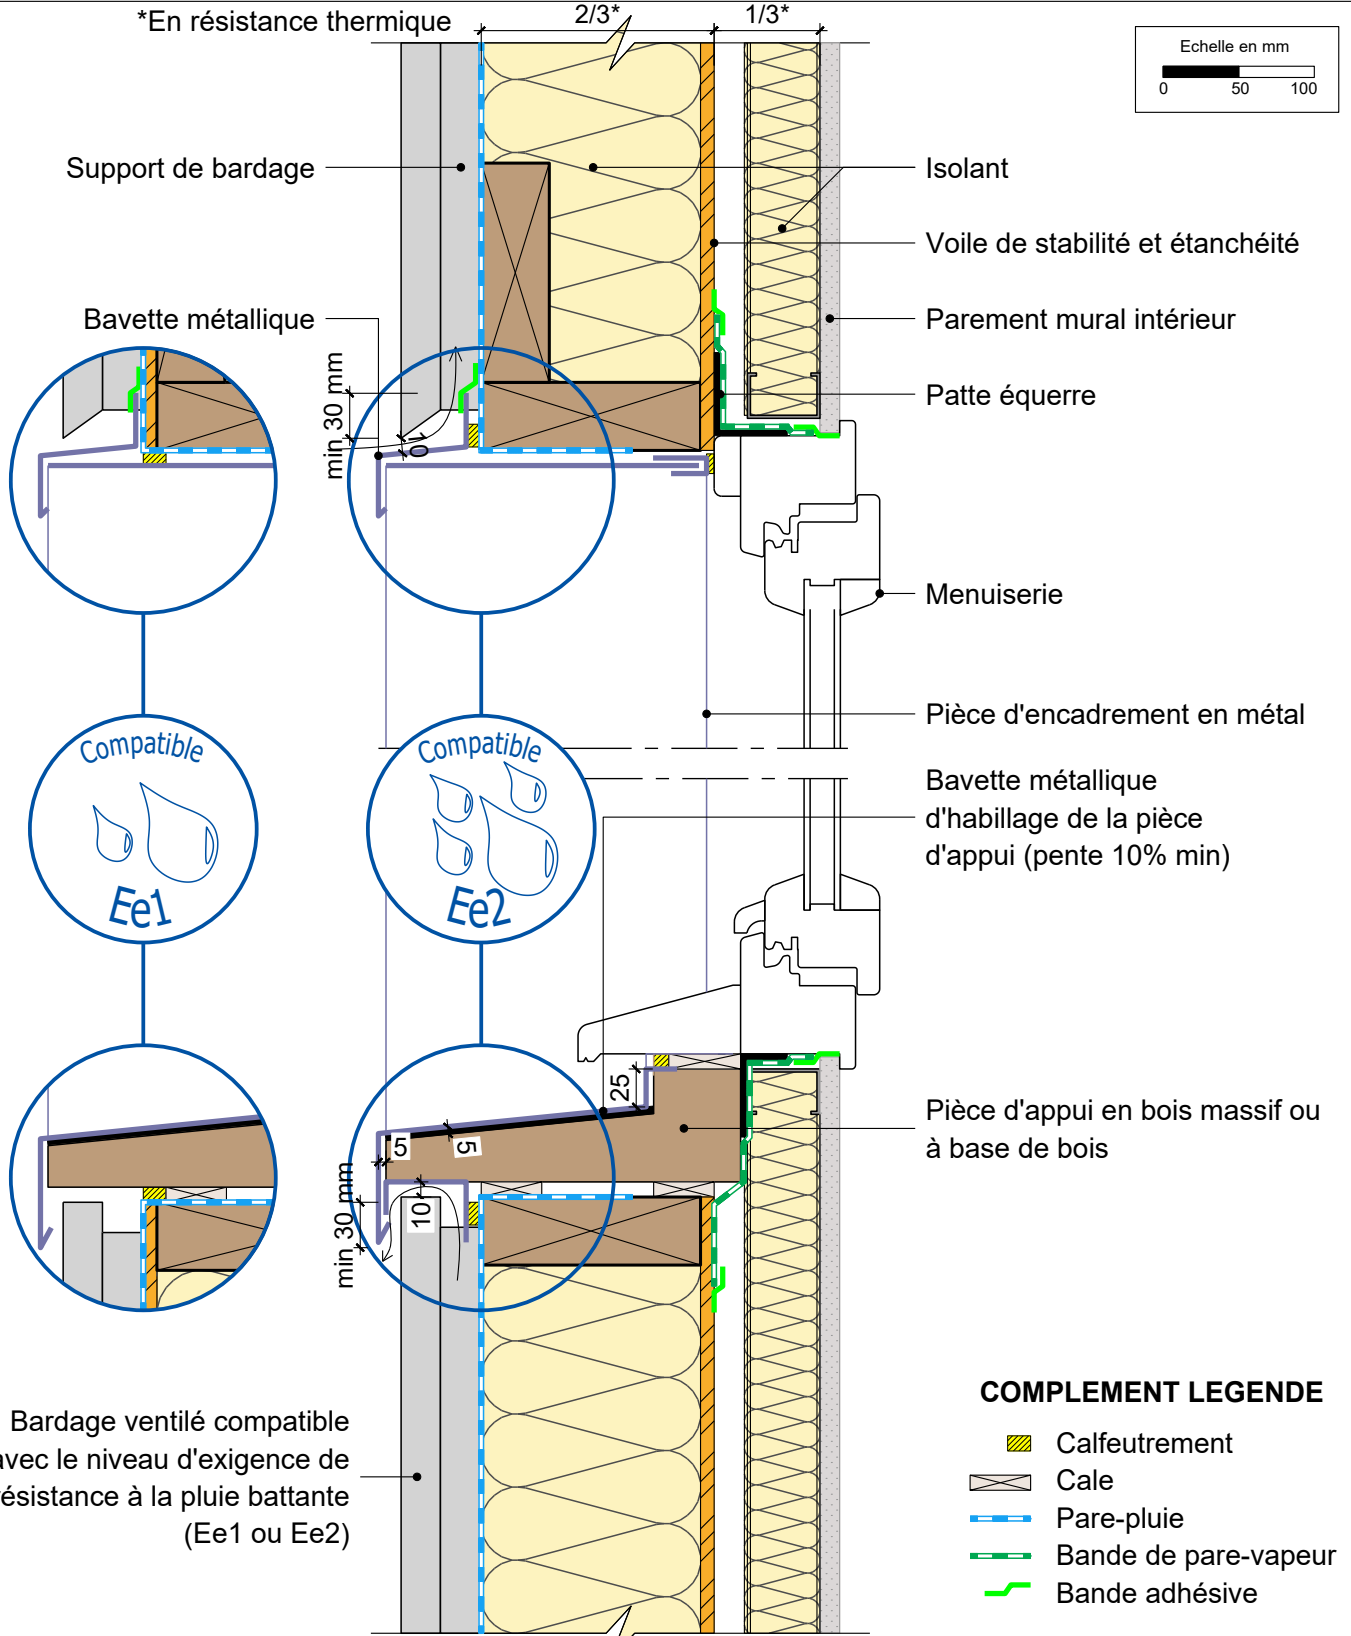 *En résistance thermique
2/3*
1/3*
Echelle en mm
0 50 100
Support de bardage
Isolant
Voile de stabilité et étanchéité
Bavette métallique
Parement mural intérieur
Patte équerre
min 30 mm
10
Menuiserie
Pièce d'encadrement en métal
Compatible
Ee1
Compatible
Ee2
Bavette métallique
d'habillage de la pièce
d'appui (pente 10% min)
25
5
5
Pièce d'appui en bois massif ou
à base de bois
min 30 mm
10
Bardage ventilé compatible
avec le niveau d'exigence de
résistance à la pluie battante
(Ee1 ou Ee2)
COMPLEMENT LEGENDE
Calfeutrement
Cale
Pare-pluie
Bande de pare-vapeur
Bande adhésive